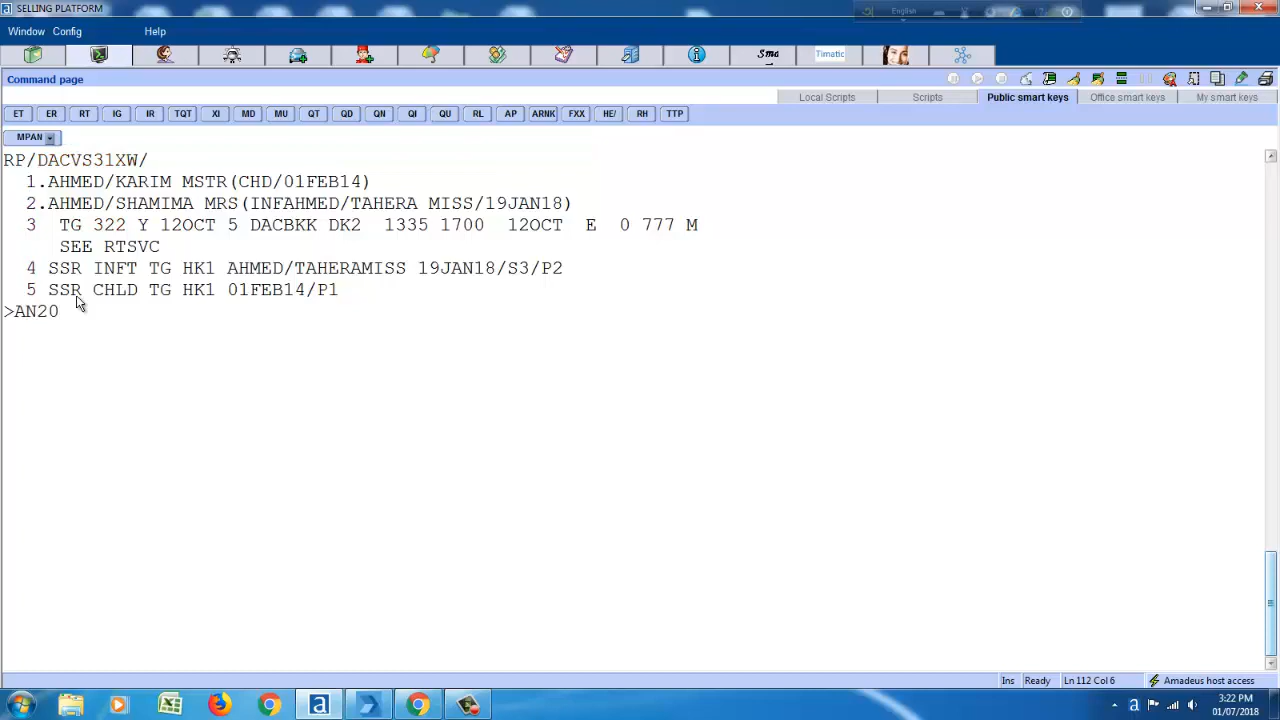 SELLING PLATFORM
English
Window Config Help
Sma
Timatic
Command page
Local Scripts Scripts Public smart keys Office smart keys My smart keys
ET ER RT IG IR TQT XI MD MU QT QD QN QI QU RL AP ARNK FXX HE/ RH TTP
MPAN
RP/DACVS31XW/
1.AHMED/KARIM MSTR(CHD/01FEB14)
2.AHMED/SHAMIMA MRS(INFAHMED/TAHERA MISS/19JAN18)
3 TG 322 Y 12OCT 5 DACBKK DK2 1335 1700 12OCT E 0 777 M
SEE RTSVC
4 SSR INFT TG HK1 AHMED/TAHERAMISS 19JAN18/S3/P2
5 SSR CHLD TG HK1 01FEB14/P1
>AN20
Ins Ready Ln 112 Col 6 Amadeus host access
3:22 PM
01/07/2018